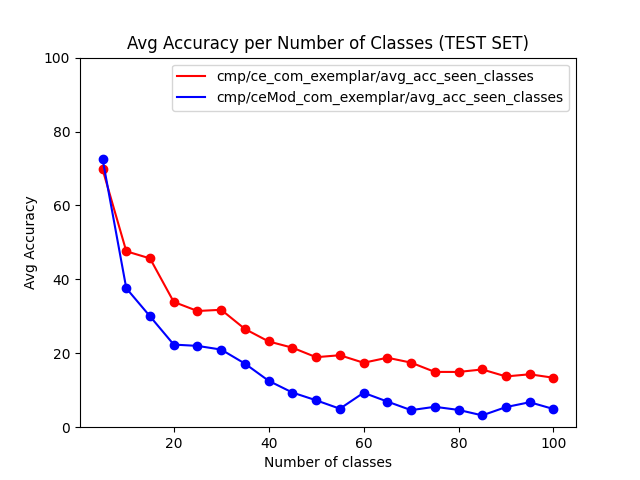 Avg Accuracy per Number of Classes (TEST SET)
cmp/ce_com_exemplar/avg_acc_seen_classes
cmp/ceMod_com_exemplar/avg_acc_seen_classes
Avg Accuracy
100
80
60
40
20
0
20 40 60 80 100
Number of classes